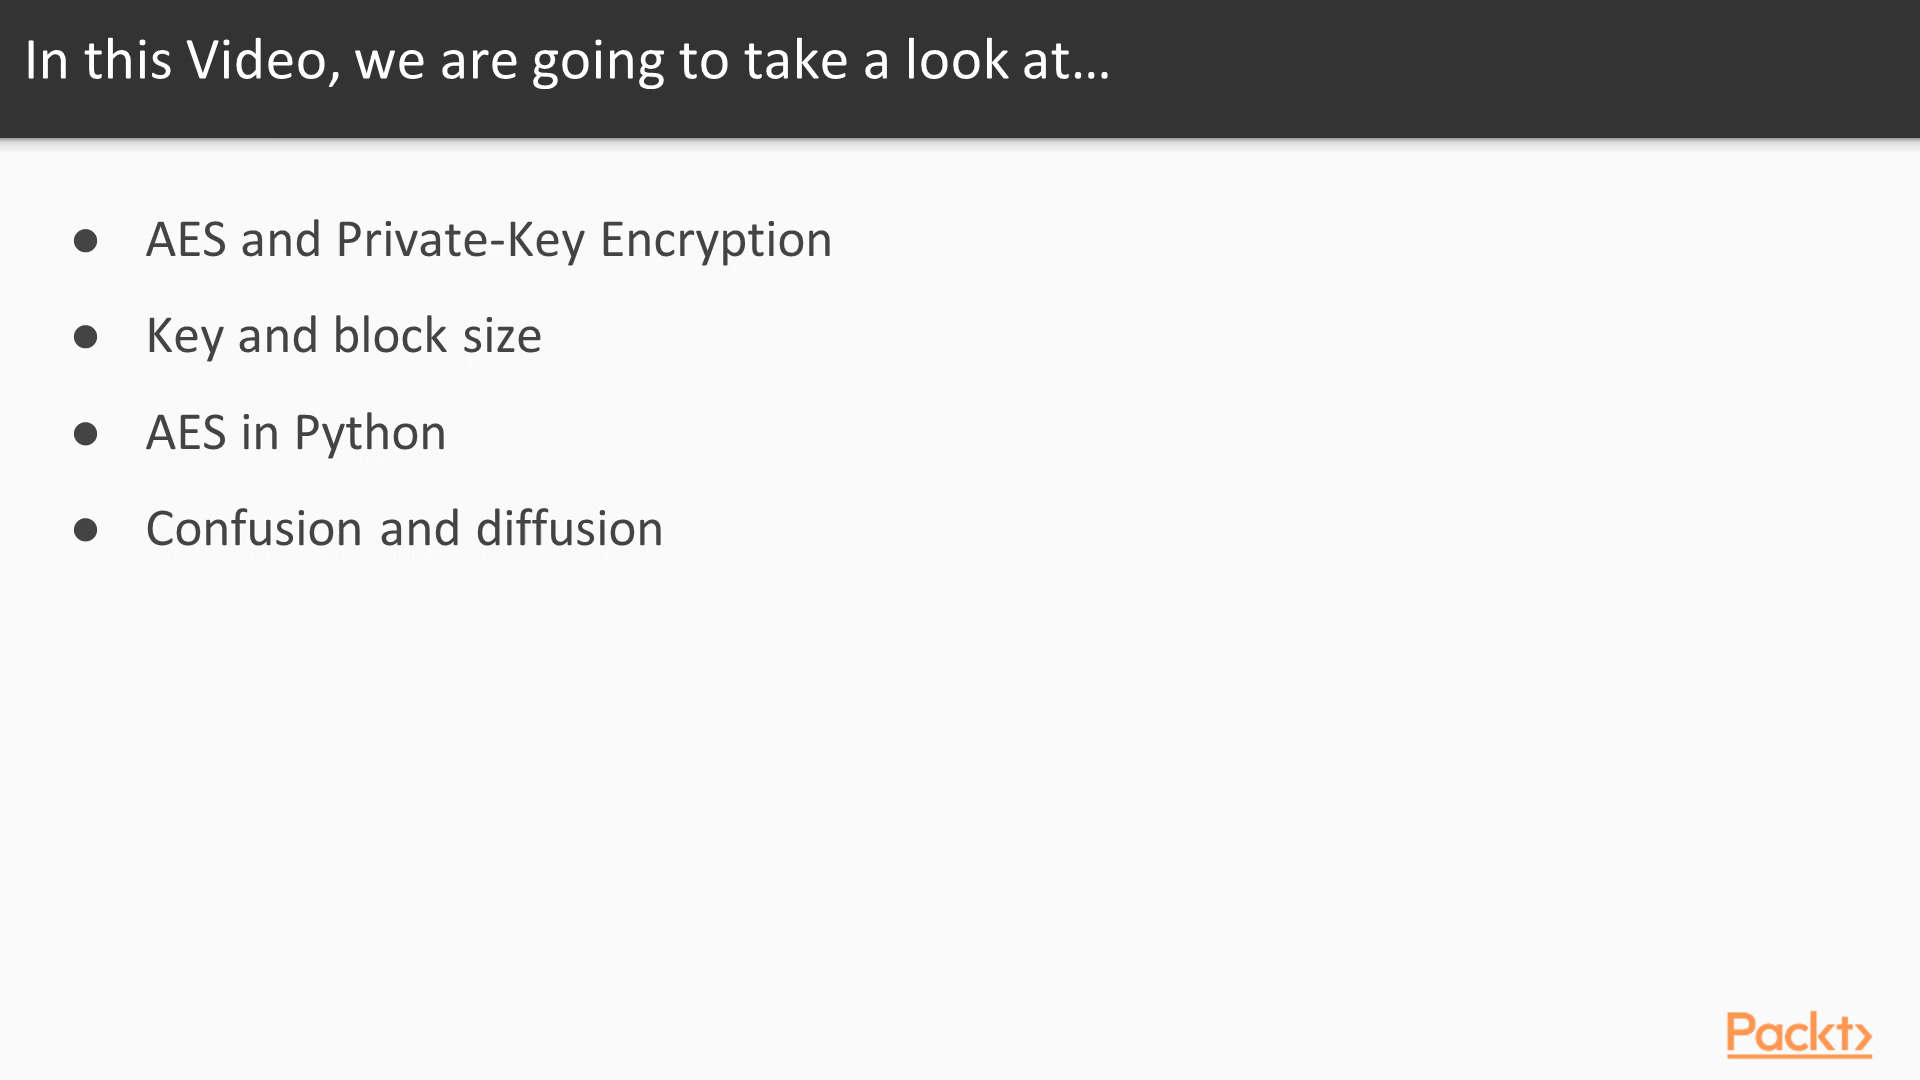 In this Video, we are going to take a look at...
● AES and Private-Key Encryption
● Key and block size
● AES in Python
● Confusion and diffusion
Packt>